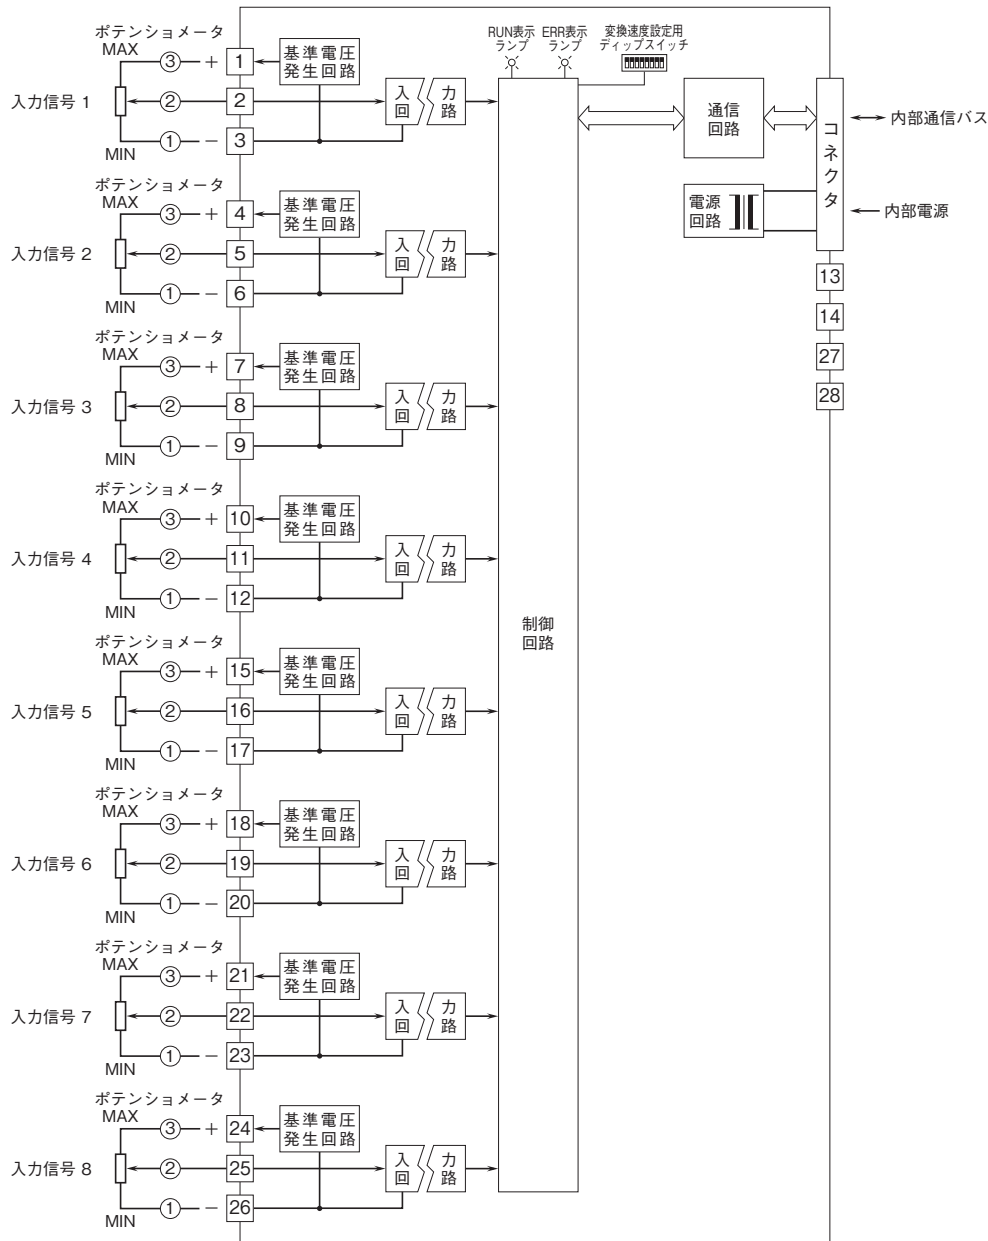 RUN表示
ランプ
ERR表示
ランプ
変換速度設定用
ディップスイッチ
ポテンショメータ
MAX
入力信号 1
MIN
③ + 1
② 2
① − 3
基準電圧
発生回路
入力
回路
ポテンショメータ
MAX
入力信号 2
MIN
③ + 4
② 5
① − 6
基準電圧
発生回路
入力
回路
ポテンショメータ
MAX
入力信号 3
MIN
③ + 7
② 8
① − 9
基準電圧
発生回路
入力
回路
ポテンショメータ
MAX
入力信号 4
MIN
③ + 10
② 11
① − 12
基準電圧
発生回路
入力
回路
ポテンショメータ
MAX
入力信号 5
MIN
③ + 15
② 16
① − 17
基準電圧
発生回路
入力
回路
ポテンショメータ
MAX
入力信号 6
MIN
③ + 18
② 19
① − 20
基準電圧
発生回路
入力
回路
ポテンショメータ
MAX
入力信号 7
MIN
③ + 21
② 22
① − 23
基準電圧
発生回路
入力
回路
ポテンショメータ
MAX
入力信号 8
MIN
③ + 24
② 25
① − 26
基準電圧
発生回路
入力
回路
制御
回路
通信
回路
電源
回路
コネクタ
内部通信バス
内部電源
13
14
27
28